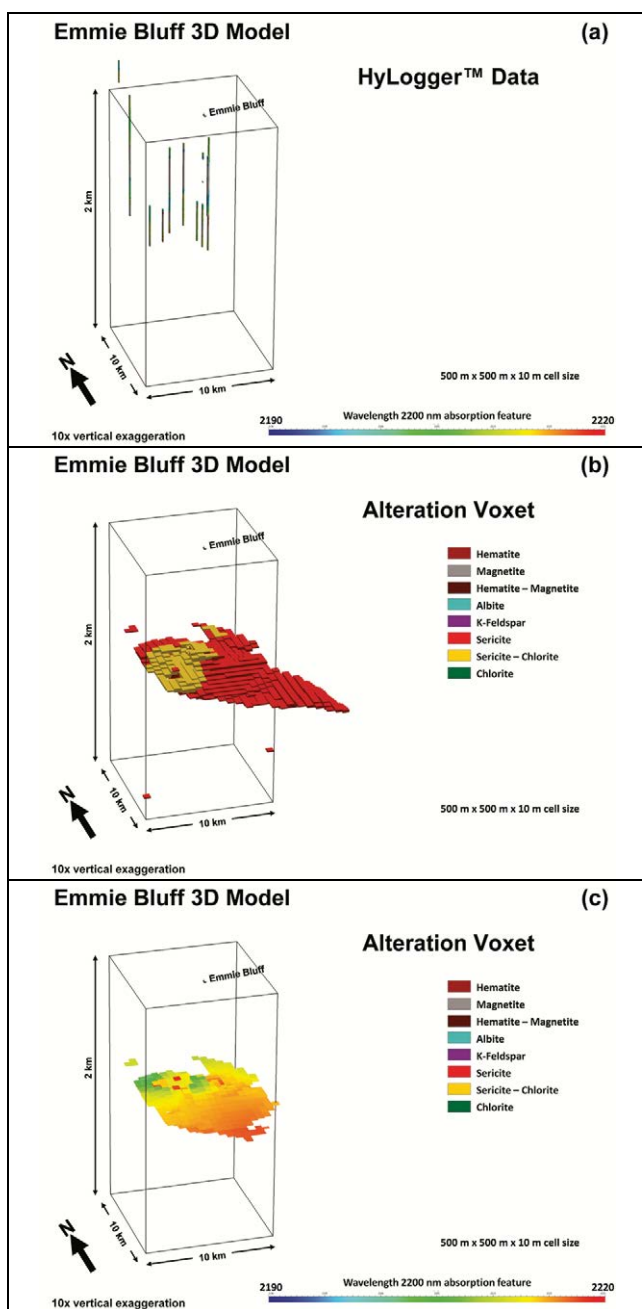 Emmie Bluff 3D Model
(a)
HyLogger™ Data
Emmie Bluff
2 km
10 km
10 km
N
500 m x 500 m x 10 m cell size
Wavelength 2200 nm absorption feature
2190
2220
10x vertical exaggeration
Emmie Bluff 3D Model
(b)
Alteration Voxet
Emmie Bluff
Hematite
Magnetite
Hematite – Magnetite
Albite
K-Feldspar
Sericite
Sericite – Chlorite
Chlorite
2 km
10 km
10 km
N
500 m x 500 m x 10 m cell size
10x vertical exaggeration
Emmie Bluff 3D Model
(c)
Alteration Voxet
Emmie Bluff
Hematite
Magnetite
Hematite – Magnetite
Albite
K-Feldspar
Sericite
Sericite – Chlorite
Chlorite
2 km
10 km
10 km
N
500 m x 500 m x 10 m cell size
Wavelength 2200 nm absorption feature
2190
2220
10x vertical exaggeration